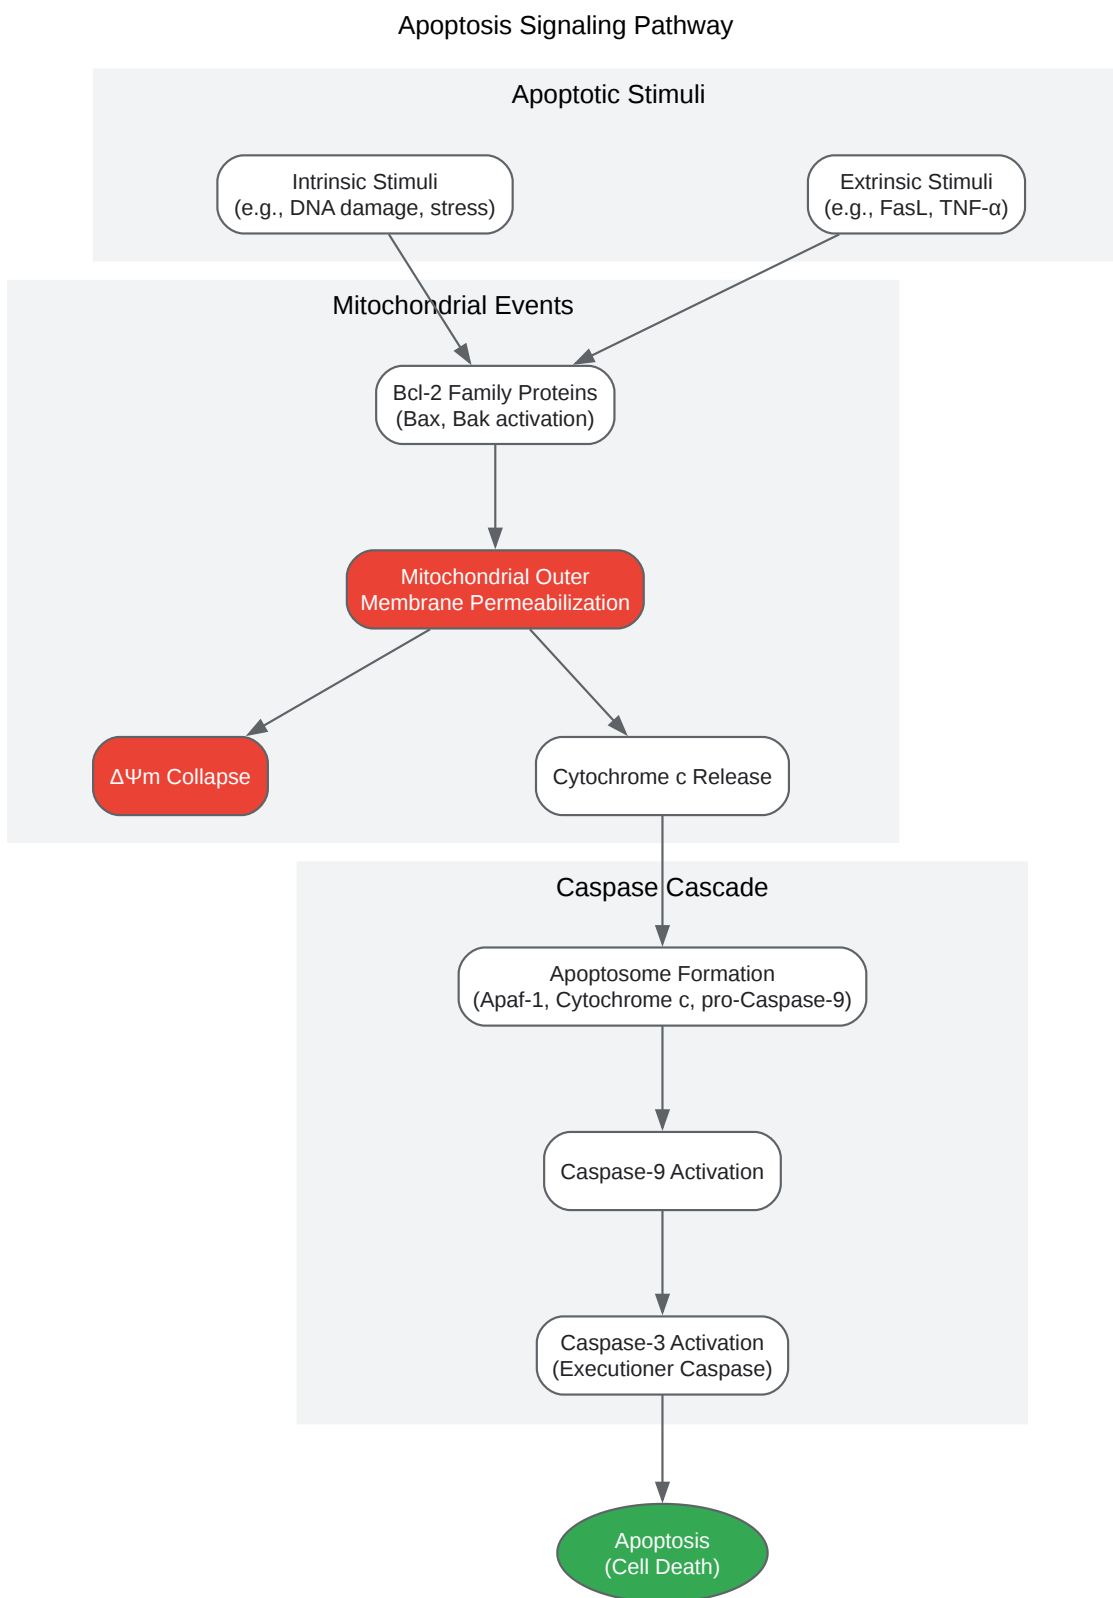 Apoptosis Signaling Pathway
Apoptotic Stimuli
Intrinsic Stimuli
(e.g., DNA damage, stress)
Extrinsic Stimuli
(e.g., FasL, TNF-α)
Mitochondrial Events
Bcl-2 Family Proteins
(Bax, Bak activation)
Mitochondrial Outer
Membrane Permeabilization
ΔΨm Collapse
Cytochrome c Release
Caspase Cascade
Apoptosome Formation
(Apaf-1, Cytochrome c, pro-Caspase-9)
Caspase-9 Activation
Caspase-3 Activation
(Executioner Caspase)
Apoptosis
(Cell Death)